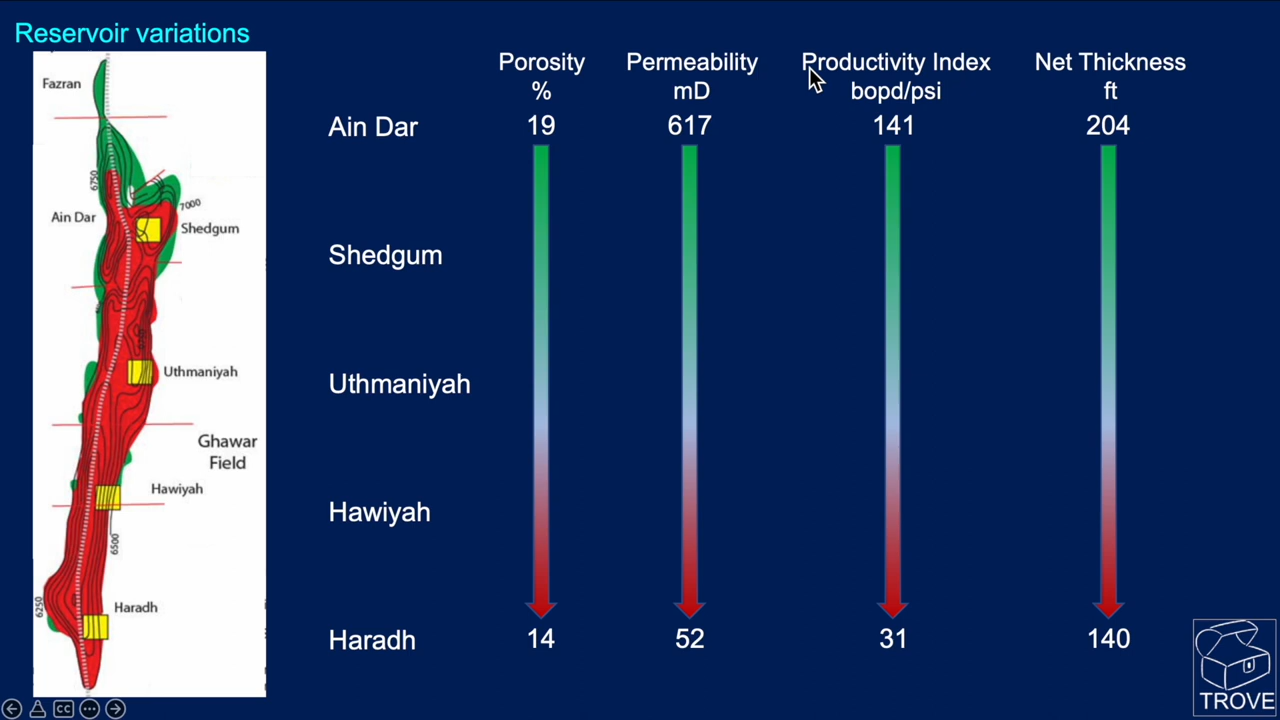 Reservoir variations
Fazran
6750
7000
Ain Dar
Shedgum
Uthmaniyah
Ghawar
Field
Hawiyah
6500
Haradh
6250
Porosity
%
Permeability
mD
Productivity Index
bopd/psi
Net Thickness
ft
Ain Dar 19 617 141 204
Shedgum
Uthmaniyah
Hawiyah
Haradh 14 52 31 140
CC
TROVE